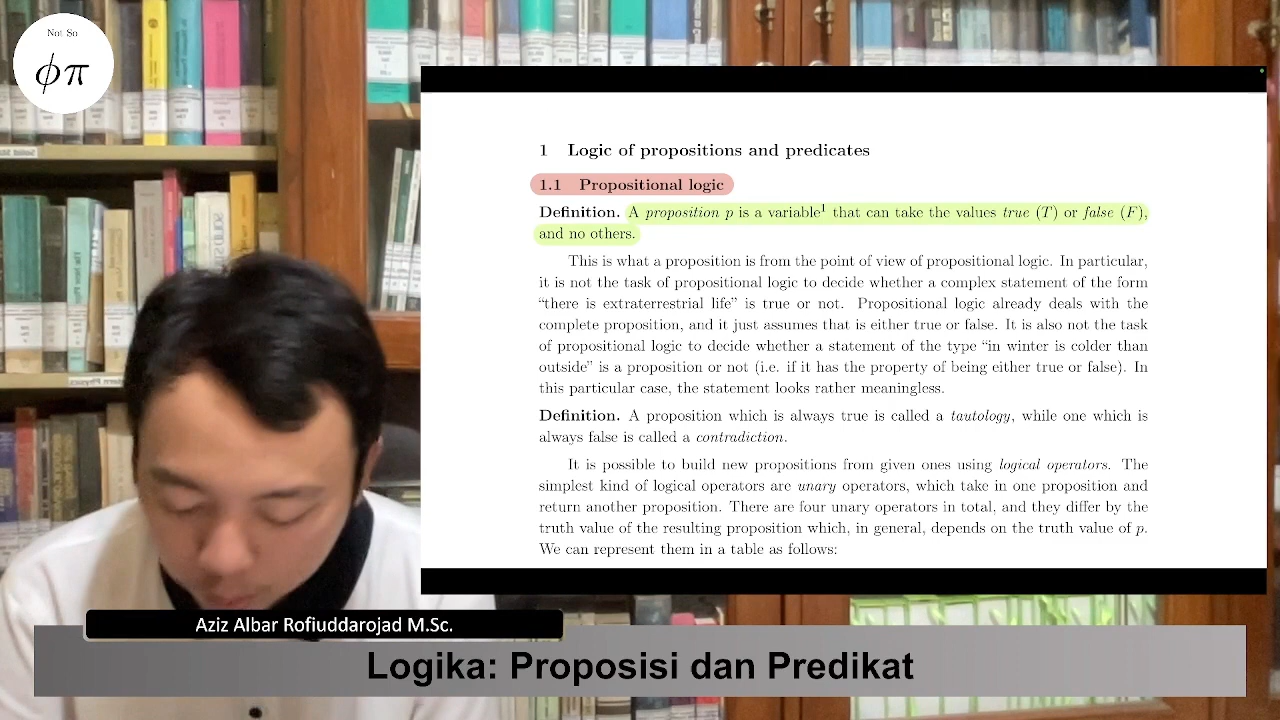 Not So
ϕπ
1 Logic of propositions and predicates
1.1 Propositional logic
Definition. A proposition p is a variable¹ that can take the values true (T) or false (F),
and no others.
This is what a proposition is from the point of view of propositional logic. In particular,
it is not the task of propositional logic to decide whether a complex statement of the form
“there is extraterrestrial life” is true or not. Propositional logic already deals with the
complete proposition, and it just assumes that is either true or false. It is also not the task
of propositional logic to decide whether a statement of the type “in winter is colder than
outside” is a proposition or not (i.e. if it has the property of being either true or false). In
this particular case, the statement looks rather meaningless.
Definition. A proposition which is always true is called a tautology, while one which is
always false is called a contradiction.
It is possible to build new propositions from given ones using logical operators. The
simplest kind of logical operators are unary operators, which take in one proposition and
return another proposition. There are four unary operators in total, and they differ by the
truth value of the resulting proposition which, in general, depends on the truth value of p.
We can represent them in a table as follows:
Aziz Albar Rofiuddarojad M.Sc.
Logika: Proposisi dan Predikat